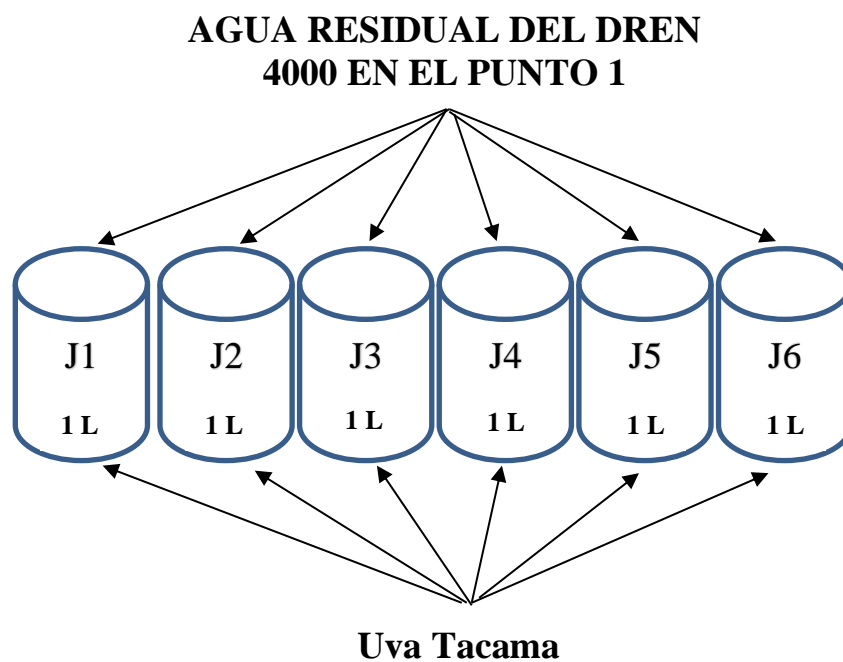 AGUA RESIDUAL DEL DREN
4000 EN EL PUNTO 1
J1 J2 J3 J4 J5 J6
1 L 1 L 1 L 1 L 1 L 1 L
Uva Tacama